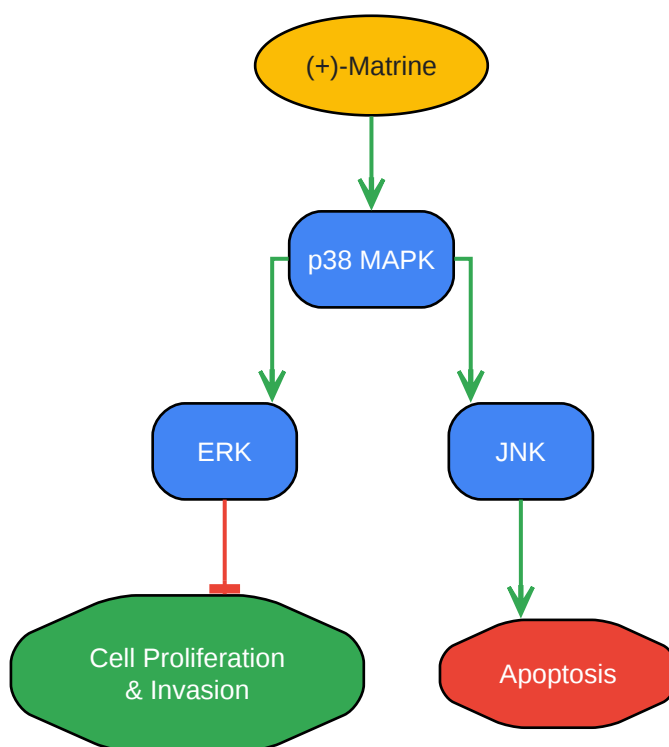 (+)-Matrine
p38 MAPK
ERK
JNK
Cell Proliferation
& Invasion
Apoptosis